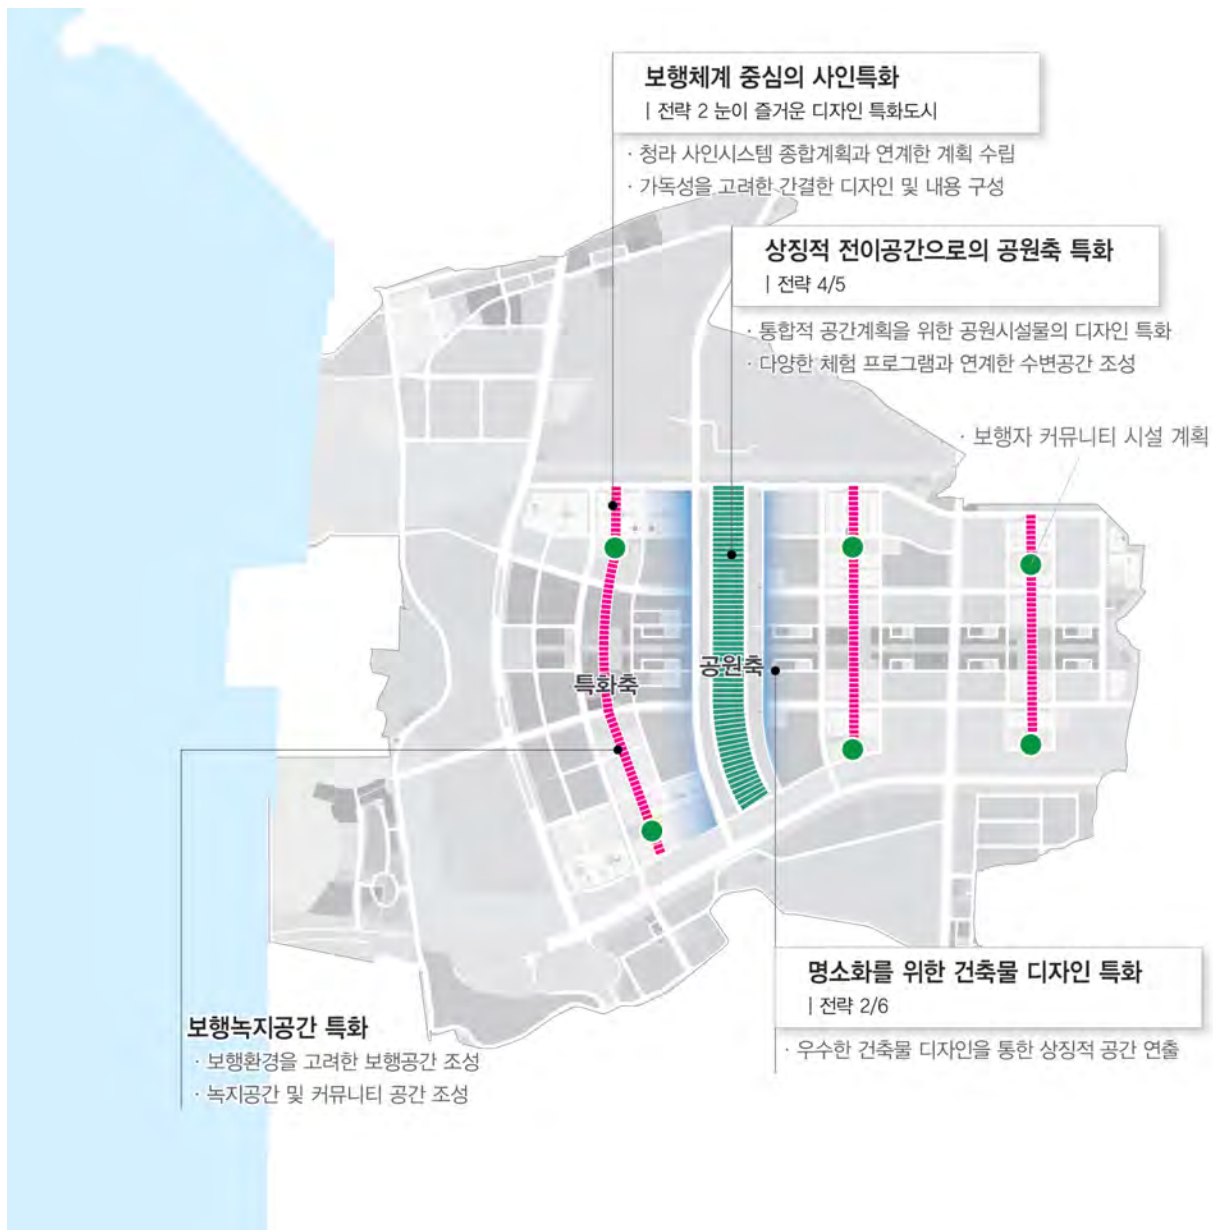 보행체계 중심의 사인특화
| 전략 2 눈이 즐거운 디자인 특화도시
· 청라 사인시스템 종합계획과 연계한 계획 수립
· 가독성을 고려한 간결한 디자인 및 내용 구성
상징적 전이공간으로의 공원축 특화
| 전략 4/5
· 통합적 공간계획을 위한 공원시설물의 디자인 특화
· 다양한 체험 프로그램과 연계한 수변공간 조성
· 보행자 커뮤니티 시설 계획
공원축
특화축
명소화를 위한 건축물 디자인 특화
| 전략 2/6
· 우수한 건축물 디자인을 통한 상징적 공간 연출
보행녹지공간 특화
· 보행환경을 고려한 보행공간 조성
· 녹지공간 및 커뮤니티 공간 조성